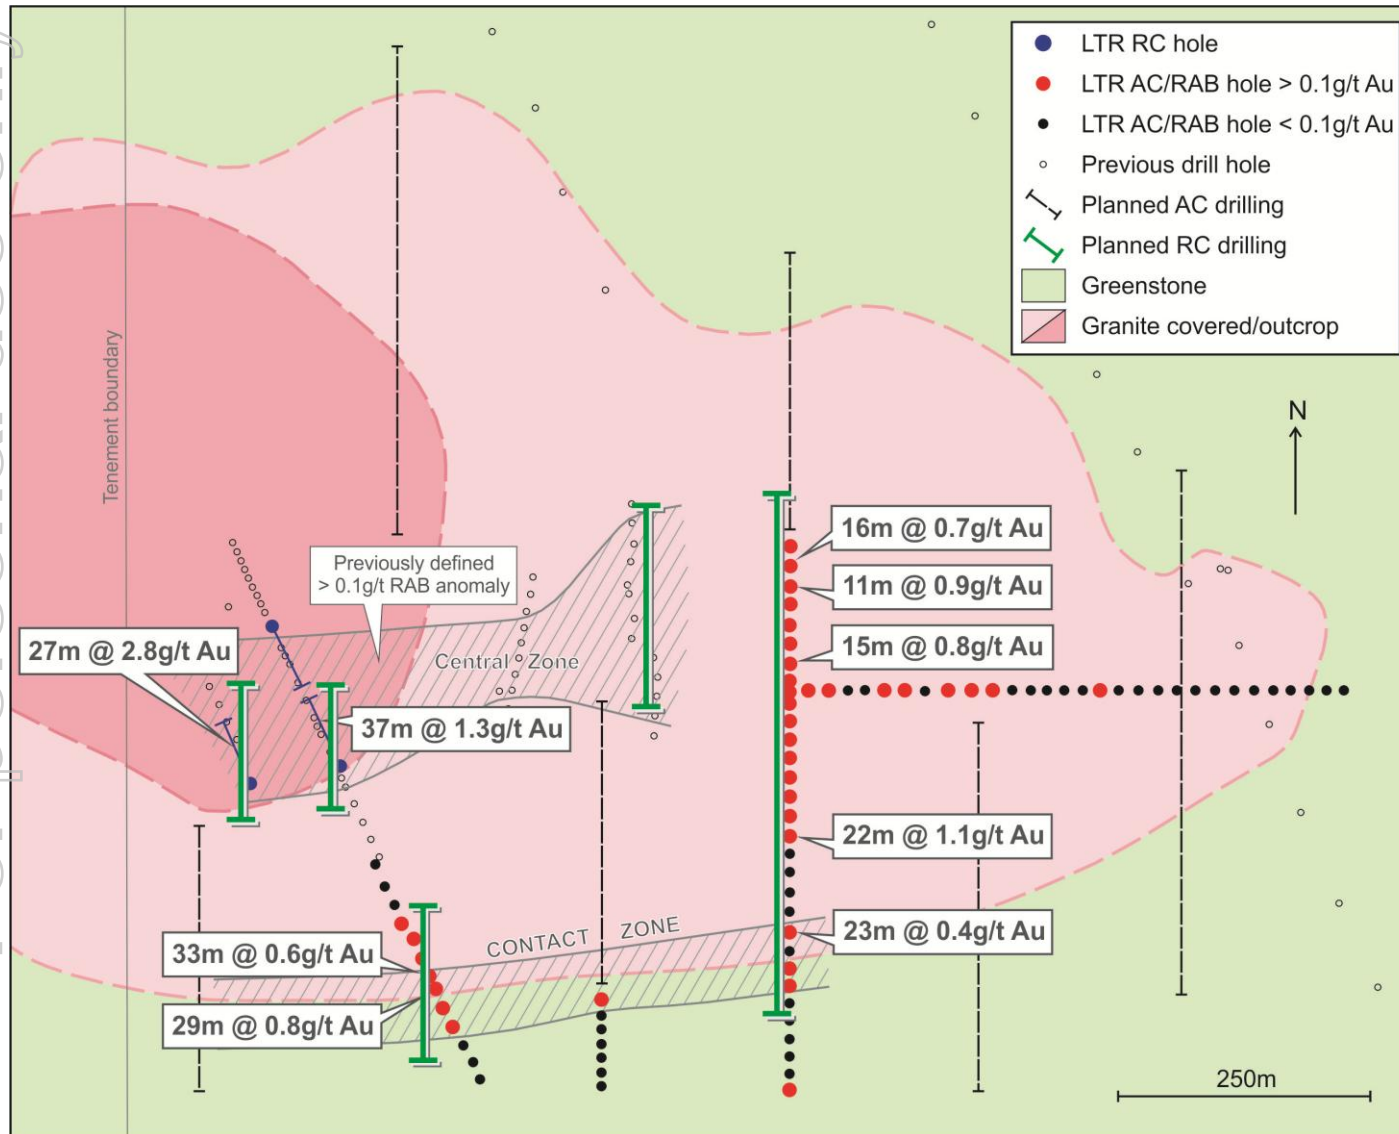 LTR RC hole
LTR AC/RAB hole > 0.1g/t Au
LTR AC/RAB hole < 0.1g/t Au
Previous drill hole
Planned AC drilling
Planned RC drilling
Greenstone
Granite covered/outcrop
Tenement boundary
N
16m @ 0.7g/t Au
11m @ 0.9g/t Au
15m @ 0.8g/t Au
Previously defined
> 0.1g/t RAB anomaly
27m @ 2.8g/t Au
Central Zone
37m @ 1.3g/t Au
22m @ 1.1g/t Au
23m @ 0.4g/t Au
CONTACT ZONE
33m @ 0.6g/t Au
29m @ 0.8g/t Au
250m